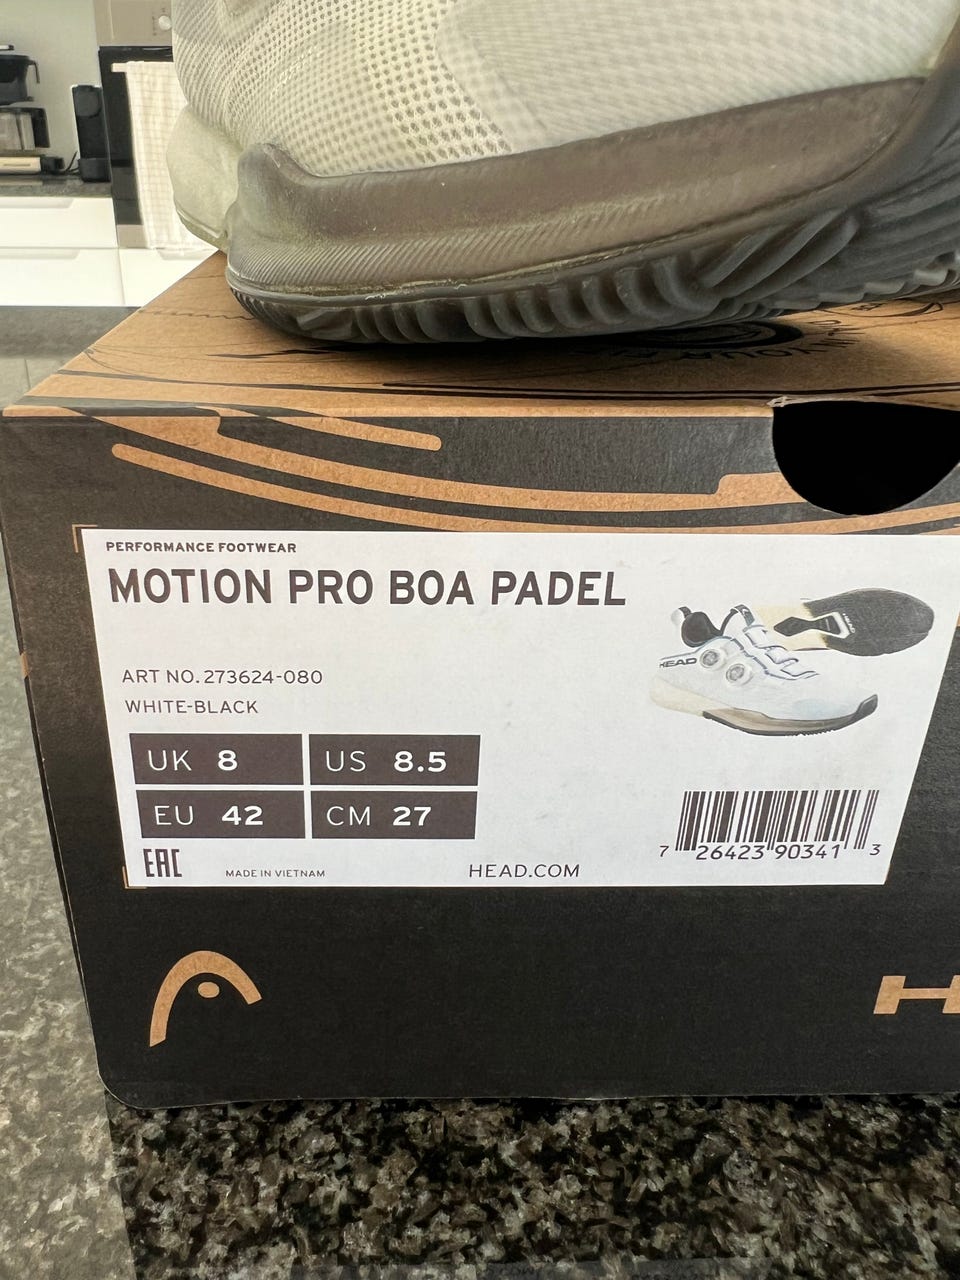 PERFORMANCE FOOTWEAR
MOTION PRO BOA PADEL
HEAD
ART NO. 273624-080
WHITE-BLACK
UK 8
US 8.5
EU 42
CM 27
7 26423 90341 3
EAC
MADE IN VIETNAM
HEAD.COM